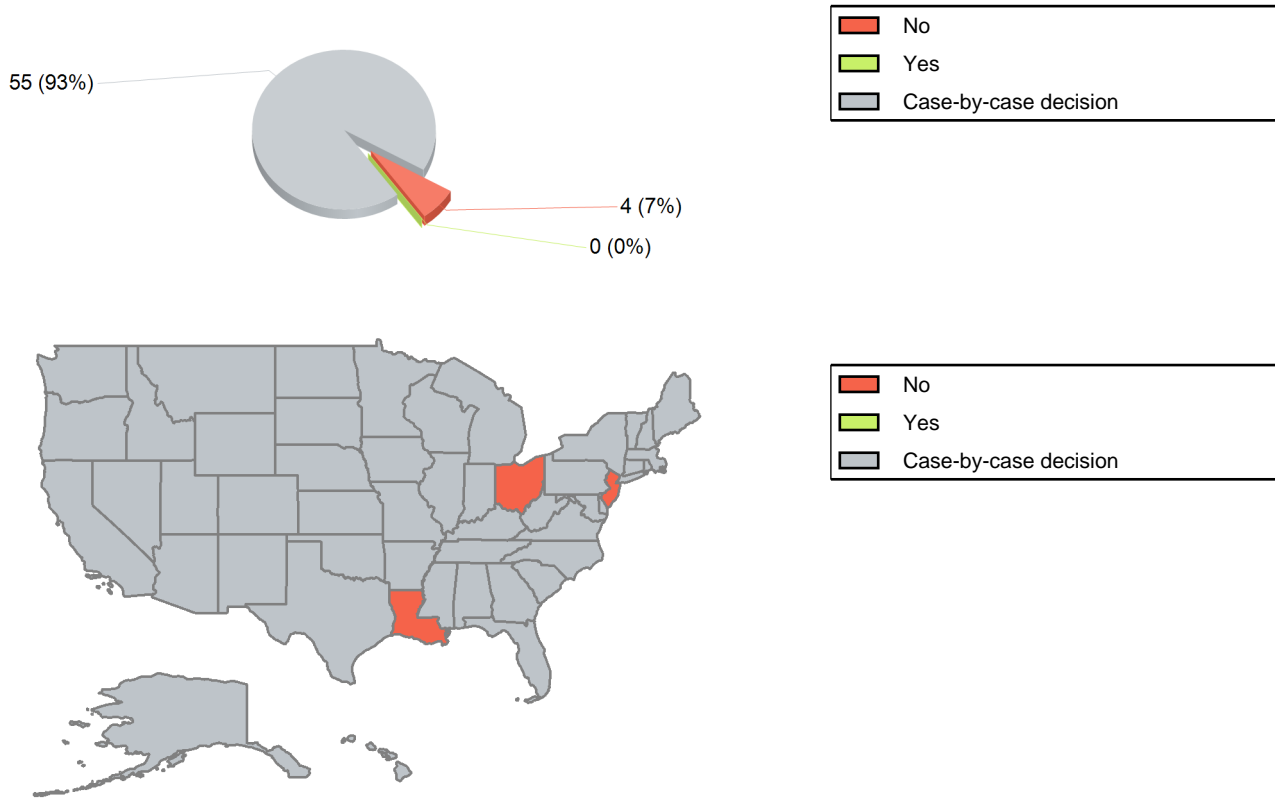 No
Yes
Case-by-case decision
55 (93%)
4 (7%)
0 (0%)
No
Yes
Case-by-case decision